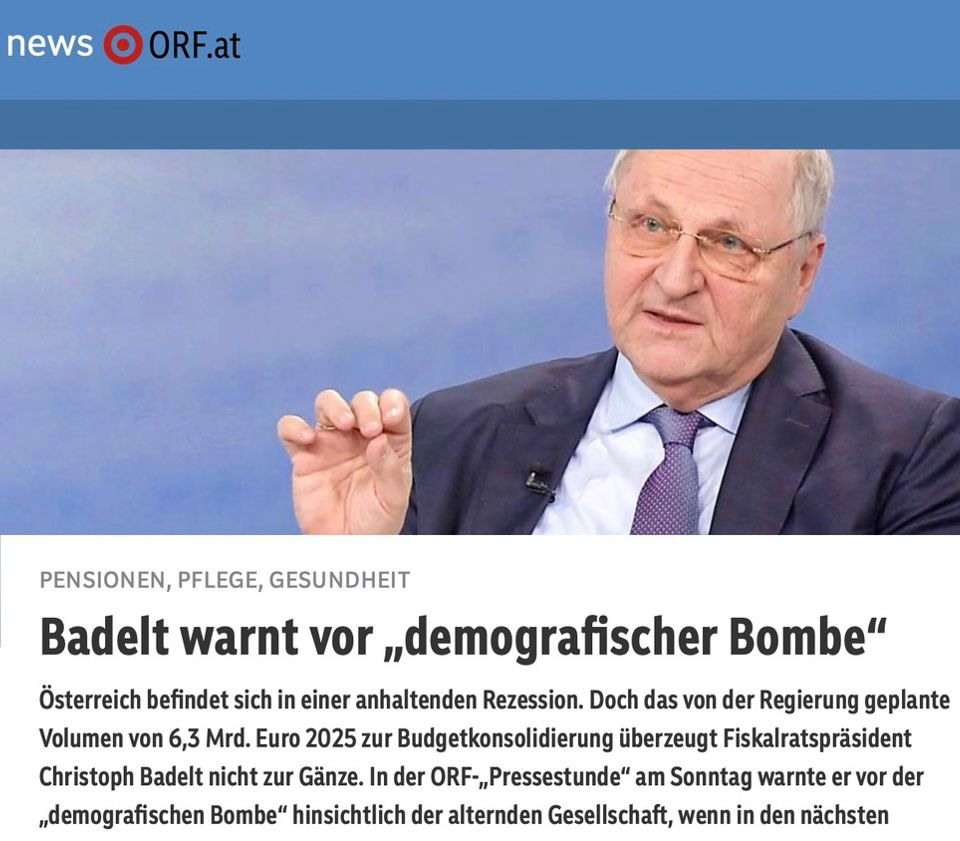 news ORF.at
PENSIONEN, PFLEGE, GESUNDHEIT
Badelt warnt vor „demografischer Bombe“
Österreich befindet sich in einer anhaltenden Rezession. Doch das von der Regierung geplante
Volumen von 6,3 Mrd. Euro 2025 zur Budgetkonsolidierung überzeugt Fiskalratspräsident
Christoph Badelt nicht zur Gänze. In der ORF-„Pressestunde“ am Sonntag warnte er vor der
„demografischen Bombe“ hinsichtlich der alternden Gesellschaft, wenn in den nächsten